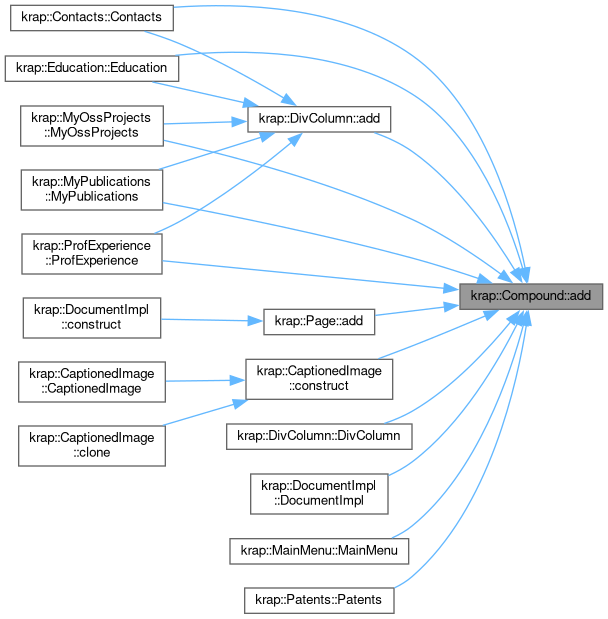 krap::Contacts::Contacts
krap::Education::Education
krap::MyOssProjects
::MyOssProjects
krap::MyPublications
::MyPublications
krap::ProfExperience
::ProfExperience
krap::DocumentImpl
::construct
krap::CaptionedImage
::CaptionedImage
krap::CaptionedImage
::clone
krap::DivColumn::add
krap::Page::add
krap::CaptionedImage
::construct
krap::DivColumn::DivColumn
krap::DocumentImpl
::DocumentImpl
krap::MainMenu::MainMenu
krap::Patents::Patents
krap::Compound::add